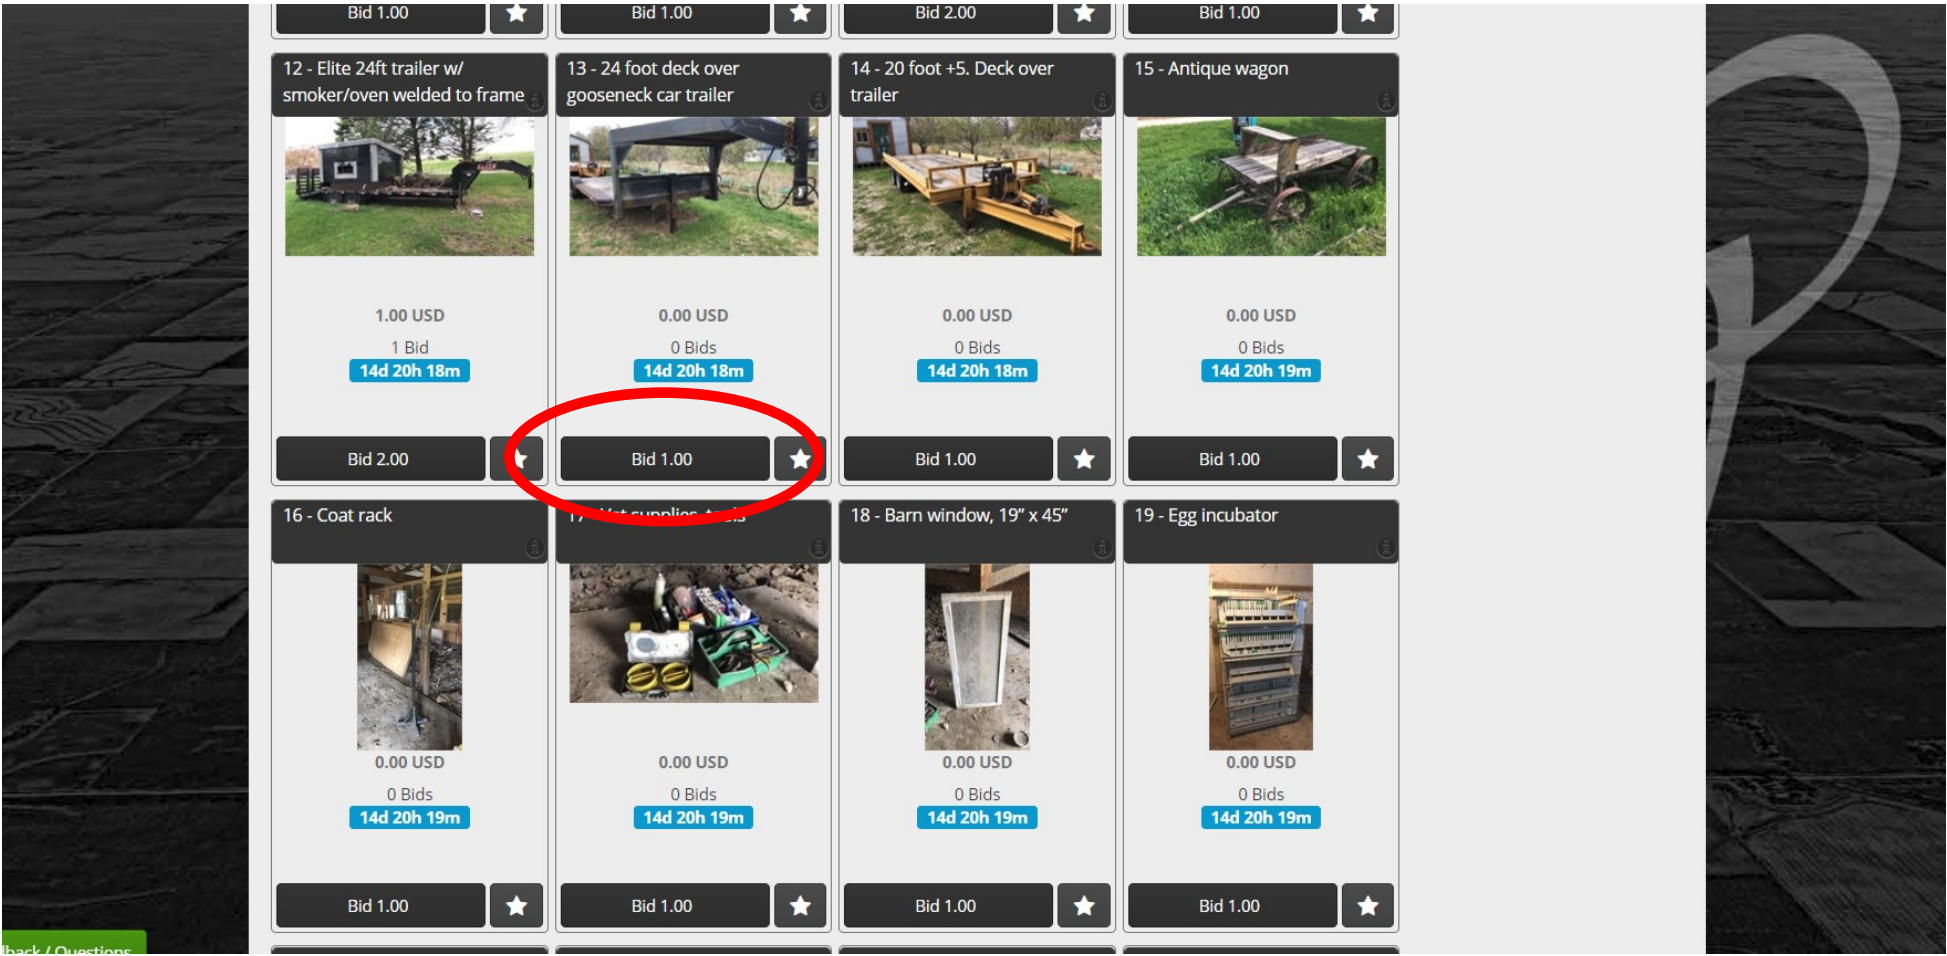 Bid 1.00
Bid 1.00
Bid 2.00
Bid 1.00
12 - Elite 24ft trailer w/
smoker/oven welded to frame
13 - 24 foot deck over
gooseneck car trailer
14 - 20 foot +5. Deck over
trailer
15 - Antique wagon
ELITE
1.00 USD
0.00 USD
0.00 USD
0.00 USD
1 Bid
0 Bids
0 Bids
0 Bids
14d 20h 18m
14d 20h 18m
14d 20h 18m
14d 20h 19m
Bid 2.00
Bid 1.00
Bid 1.00
Bid 1.00
16 - Coat rack
17 - Vet supplies, tools
18 - Barn window, 19” x 45”
19 - Egg incubator
0.00 USD
0.00 USD
0.00 USD
0.00 USD
0 Bids
0 Bids
0 Bids
0 Bids
14d 20h 19m
14d 20h 19m
14d 20h 19m
14d 20h 19m
Bid 1.00
Bid 1.00
Bid 1.00
Bid 1.00
/ Questions